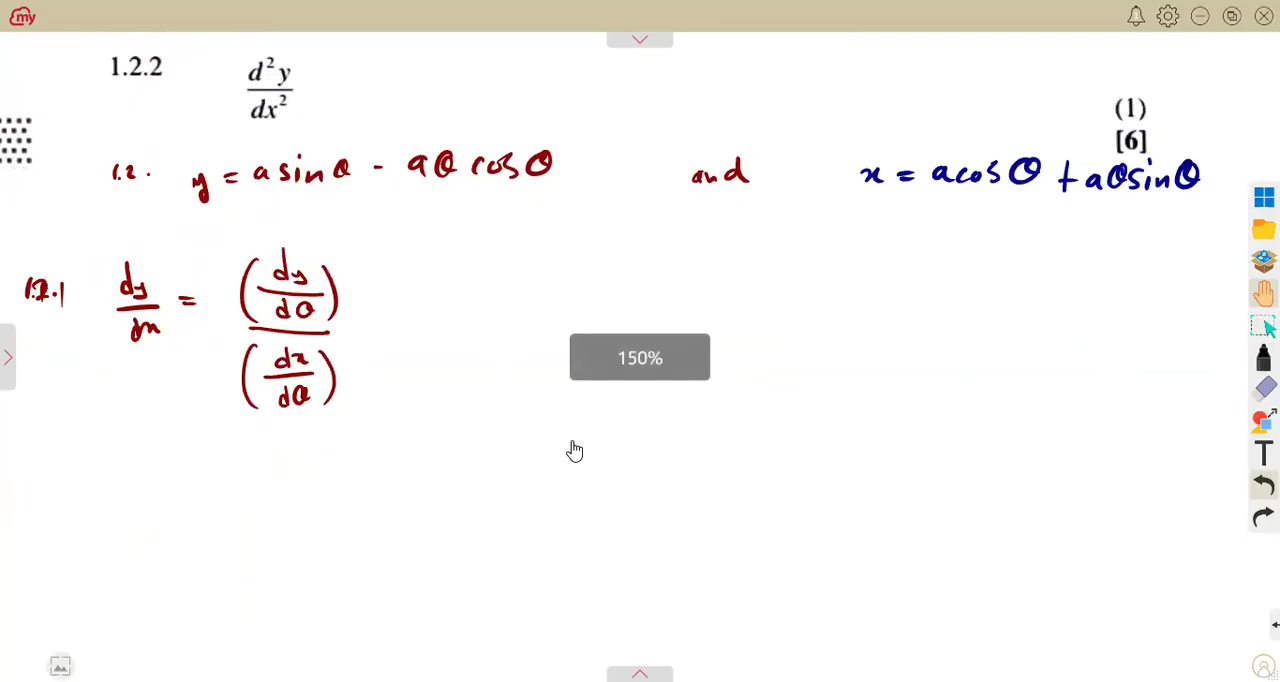 my
1.2.2 d²y/dx²
(1)
[6]
1.2. y = a sinθ - aθ cosθ and x = a cosθ + aθ sinθ
1.2.1 dy/dx = (dy/dθ)/(dx/dθ)
150%
T